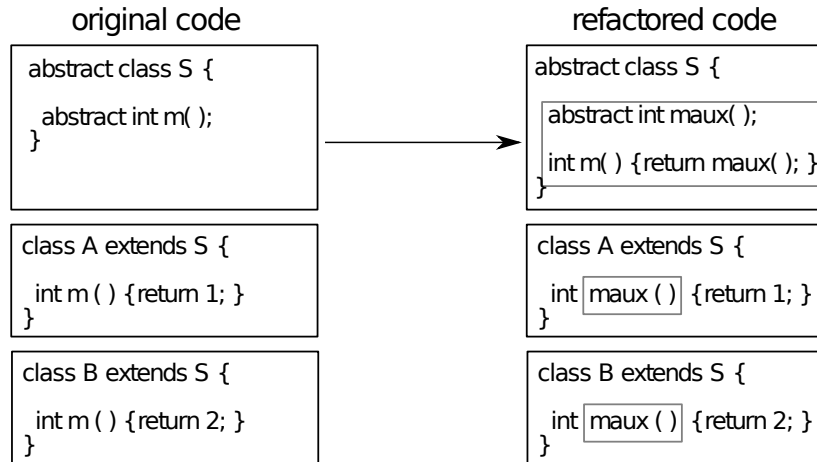 original code
abstract class S {
abstract int m( );
}
class A extends S {
int m ( ) {return 1; }
}
class B extends S {
int m ( ) {return 2; }
}
refactored code
abstract class S {
abstract int maux( );
int m( ) {return maux( ); }
}
class A extends S {
int maux ( ) {return 1; }
}
class B extends S {
int maux ( ) {return 2; }
}